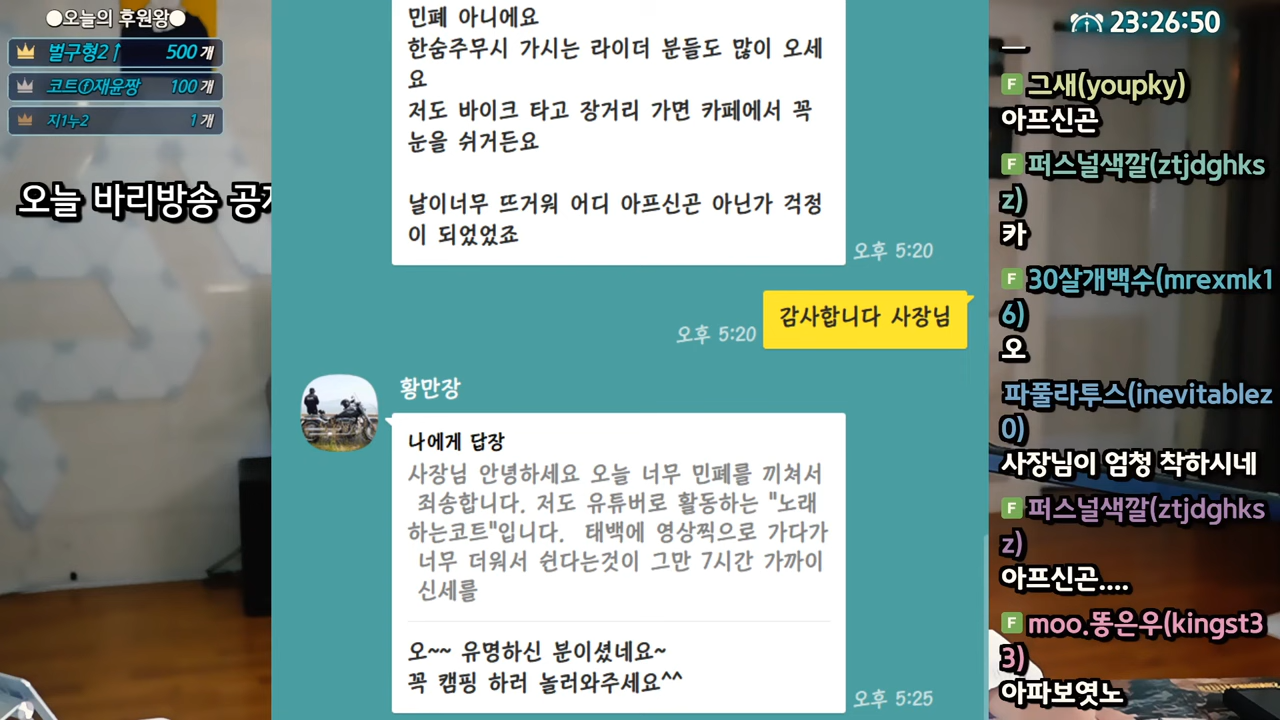 ●오늘의 후원왕●
벌구형2↑ 500 개
코트ⓕ재윤짱 100 개
지1누2 1 개
오늘 바리방송 공지
민폐 아니에요
한숨주무시 가시는 라이더 분들도 많이 오세
요
저도 바이크 타고 장거리 가면 카페에서 꼭
눈을 쉬거든요
날이너무 뜨거워 어디 아프신곤 아닌가 걱정
이 되었었죠
오후 5:20
감사합니다 사장님
오후 5:20
황만장
나에게 답장
사장님 안녕하세요 오늘 너무 민폐를 끼쳐서
죄송합니다. 저도 유튜버로 활동하는 "노래
하는코트"입니다. 태백에 영상찍으로 가다가
너무 더워서 쉰다는것이 그만 7시간 가까이
신세를
오~~ 유명하신 분이셨네요~
꼭 캠핑 하러 놀러와주세요^^
오후 5:25
23:26:50
ㅡ
F 그새(youpky)
아프신곤
F 퍼스널색깔(ztjdghks
z)
카
F 30살개백수(mrexmk1
6)
오
파풀라투스(inevitablez
0)
사장님이 엄청 착하시네
F 퍼스널색깔(ztjdghks
z)
아프신곤....
F moo.똥은우(kingst3
3)
아파보엿노